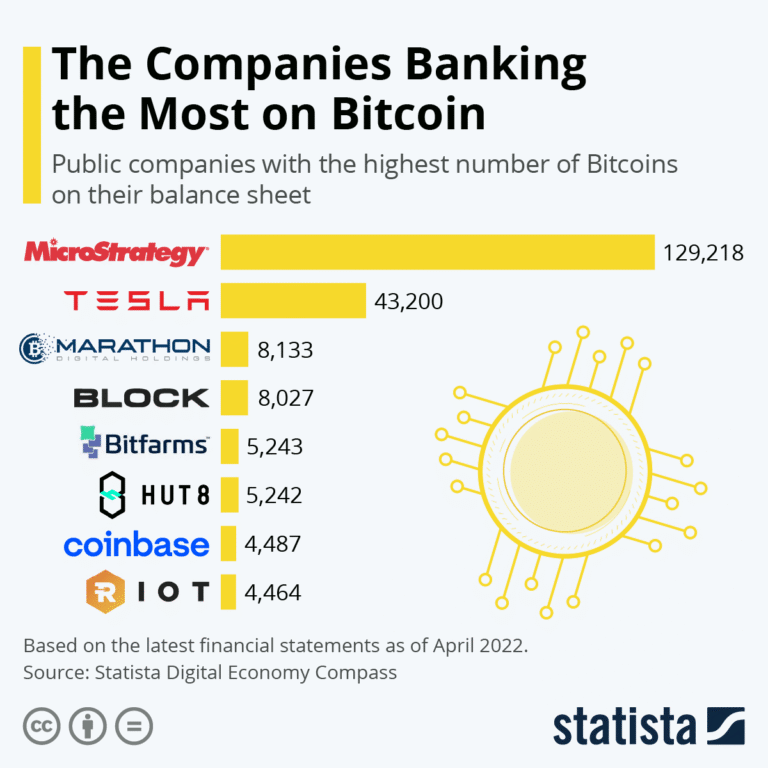 The Companies Banking
the Most on Bitcoin
Public companies with the highest number of Bitcoins
on their balance sheet
MicroStrategy 129,218
TESLA 43,200
MARATHON
DIGITAL HOLDINGS
8,133
BLOCK 8,027
Bitfarms™ 5,243
HUT 8 5,242
coinbase 4,487
RIOT 4,464
Based on the latest financial statements as of April 2022.
Source: Statista Digital Economy Compass
cc
statista